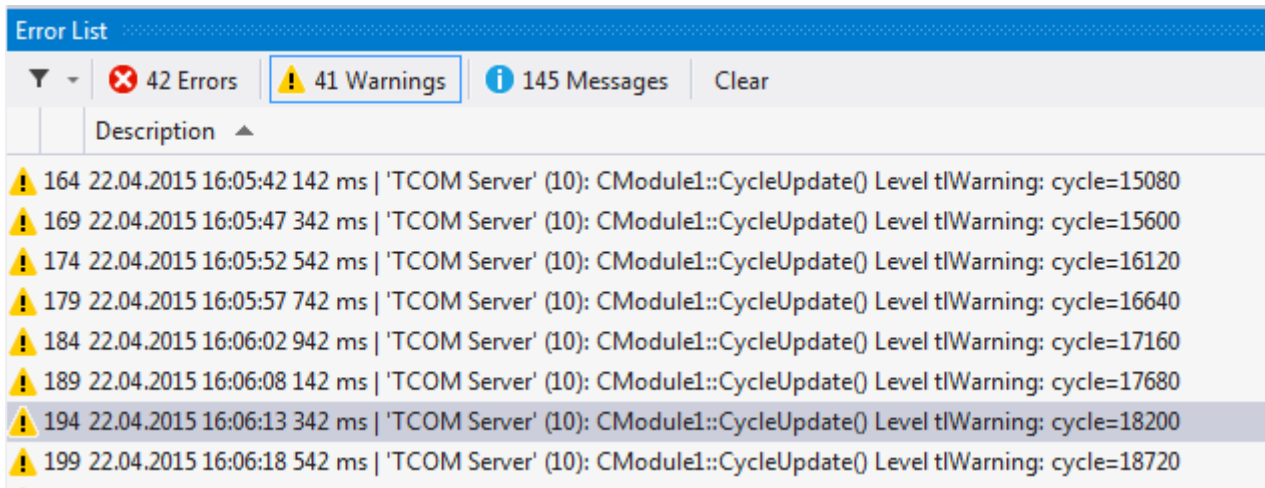 Error List
42 Errors 41 Warnings 145 Messages Clear
Description
164 22.04.2015 16:05:42 142 ms | 'TCOM Server' (10): CModule1::CycleUpdate() Level tlWarning: cycle=15080
169 22.04.2015 16:05:47 342 ms | 'TCOM Server' (10): CModule1::CycleUpdate() Level tlWarning: cycle=15600
174 22.04.2015 16:05:52 542 ms | 'TCOM Server' (10): CModule1::CycleUpdate() Level tlWarning: cycle=16120
179 22.04.2015 16:05:57 742 ms | 'TCOM Server' (10): CModule1::CycleUpdate() Level tlWarning: cycle=16640
184 22.04.2015 16:06:02 942 ms | 'TCOM Server' (10): CModule1::CycleUpdate() Level tlWarning: cycle=17160
189 22.04.2015 16:06:08 142 ms | 'TCOM Server' (10): CModule1::CycleUpdate() Level tlWarning: cycle=17680
194 22.04.2015 16:06:13 342 ms | 'TCOM Server' (10): CModule1::CycleUpdate() Level tlWarning: cycle=18200
199 22.04.2015 16:06:18 542 ms | 'TCOM Server' (10): CModule1::CycleUpdate() Level tlWarning: cycle=18720